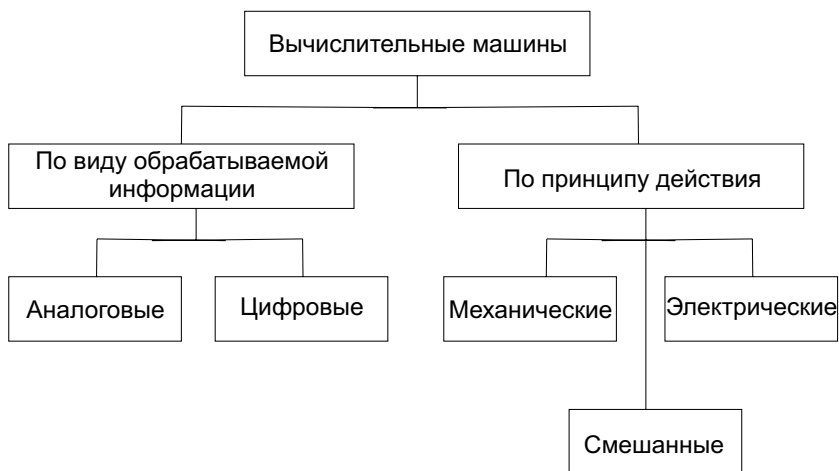 Вычислительные машины
По виду обрабатываемой
информации
По принципу действия
Аналоговые
Цифровые
Механические
Электрические
Смешанные